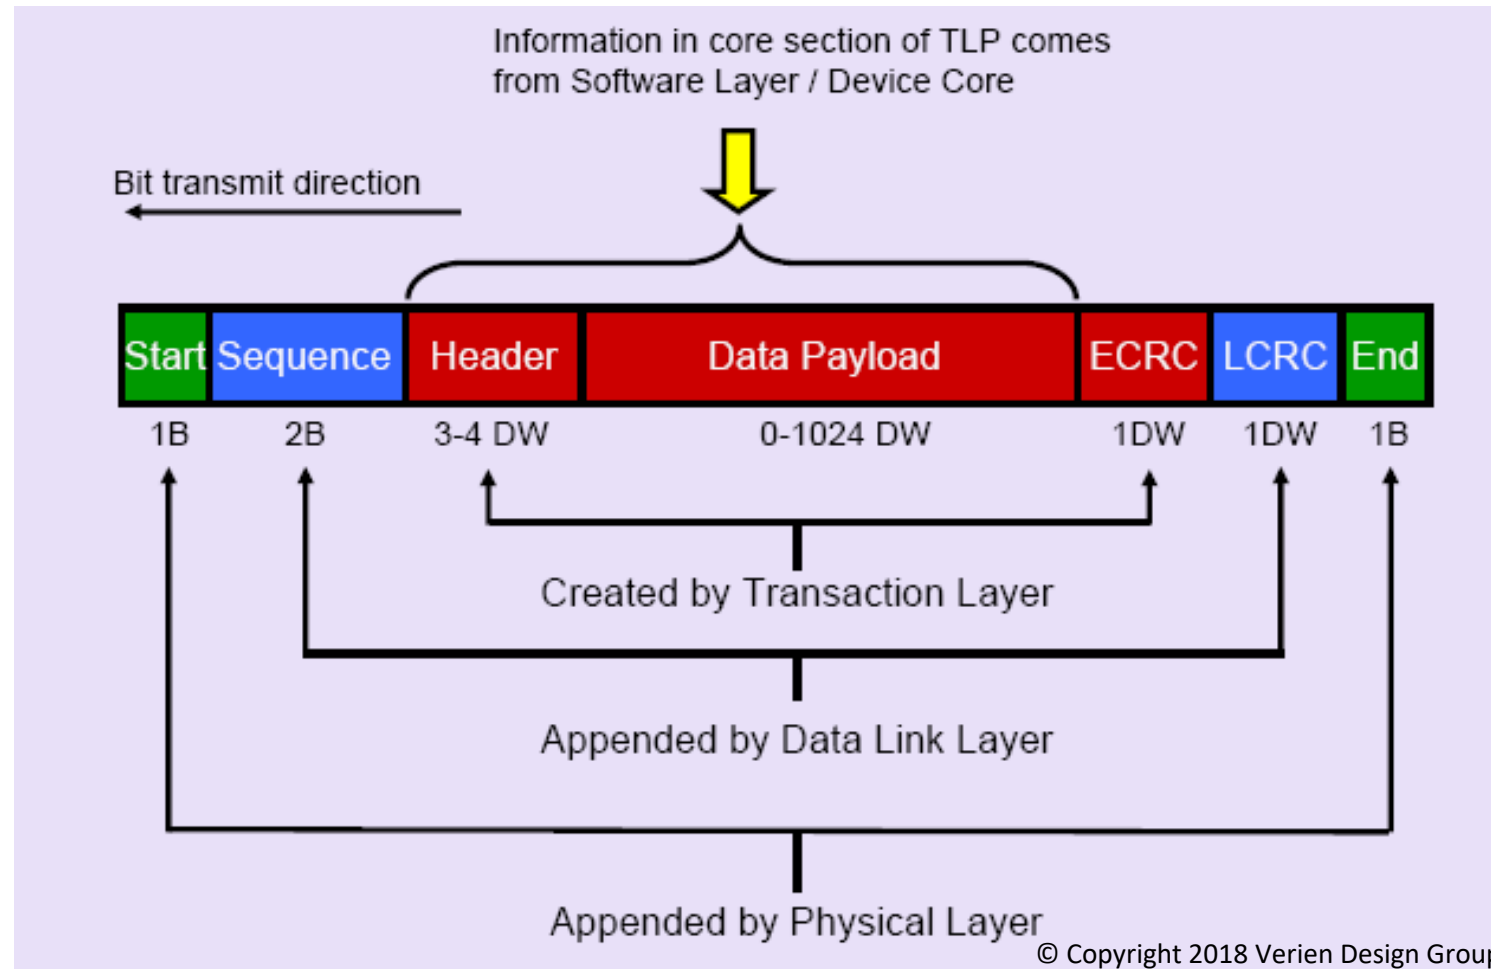 Information in core section of TLP comes
from Software Layer / Device Core
Bit transmit direction
Start Sequence Header Data Payload ECRC LCRC End
1B 2B 3-4 DW 0-1024 DW 1DW 1DW 1B
Created by Transaction Layer
Appended by Data Link Layer
Appended by Physical Layer
© Copyright 2018 Verien Design Group